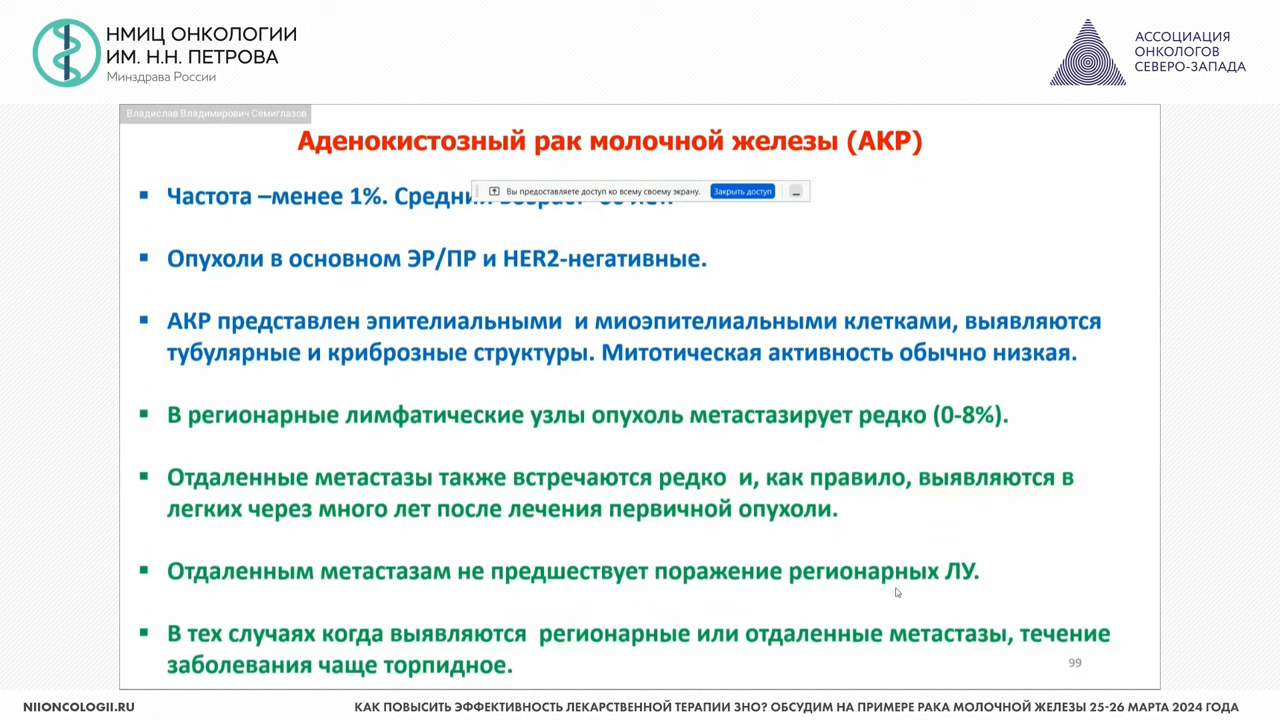 НМИЦ ОНКОЛОГИИ
ИМ. Н.Н. ПЕТРОВА
Минздрава России
АССОЦИАЦИЯ
ОНКОЛОГОВ
СЕВЕРО-ЗАПАДА
Владислав Владимирович Семиглазов
Аденокистозный рак молочной железы (АКР)
Вы предоставляете доступ ко всему своему экрану. Закрыть доступ
▪ Частота –менее 1%.
▪ Опухоли в основном ЭР/ПР и HER2-негативные.
▪ АКР представлен эпителиальными и миоэпителиальными клетками, выявляются
тубулярные и криброзные структуры. Митотическая активность обычно низкая.
▪ В регионарные лимфатические узлы опухоль метастазирует редко (0-8%).
▪ Отдаленные метастазы также встречаются редко и, как правило, выявляются в
легких через много лет после лечения первичной опухоли.
▪ Отдаленным метастазам не предшествует поражение регионарных ЛУ.
▪ В тех случаях когда выявляются регионарные или отдаленные метастазы, течение
заболевания чаще торпидное.
99
NIIONCOLOGII.RU
КАК ПОВЫСИТЬ ЭФФЕКТИВНОСТЬ ЛЕКАРСТВЕННОЙ ТЕРАПИИ ЗНО? ОБСУДИМ НА ПРИМЕРЕ РАКА МОЛОЧНОЙ ЖЕЛЕЗЫ 25-26 МАРТА 2024 ГОДА